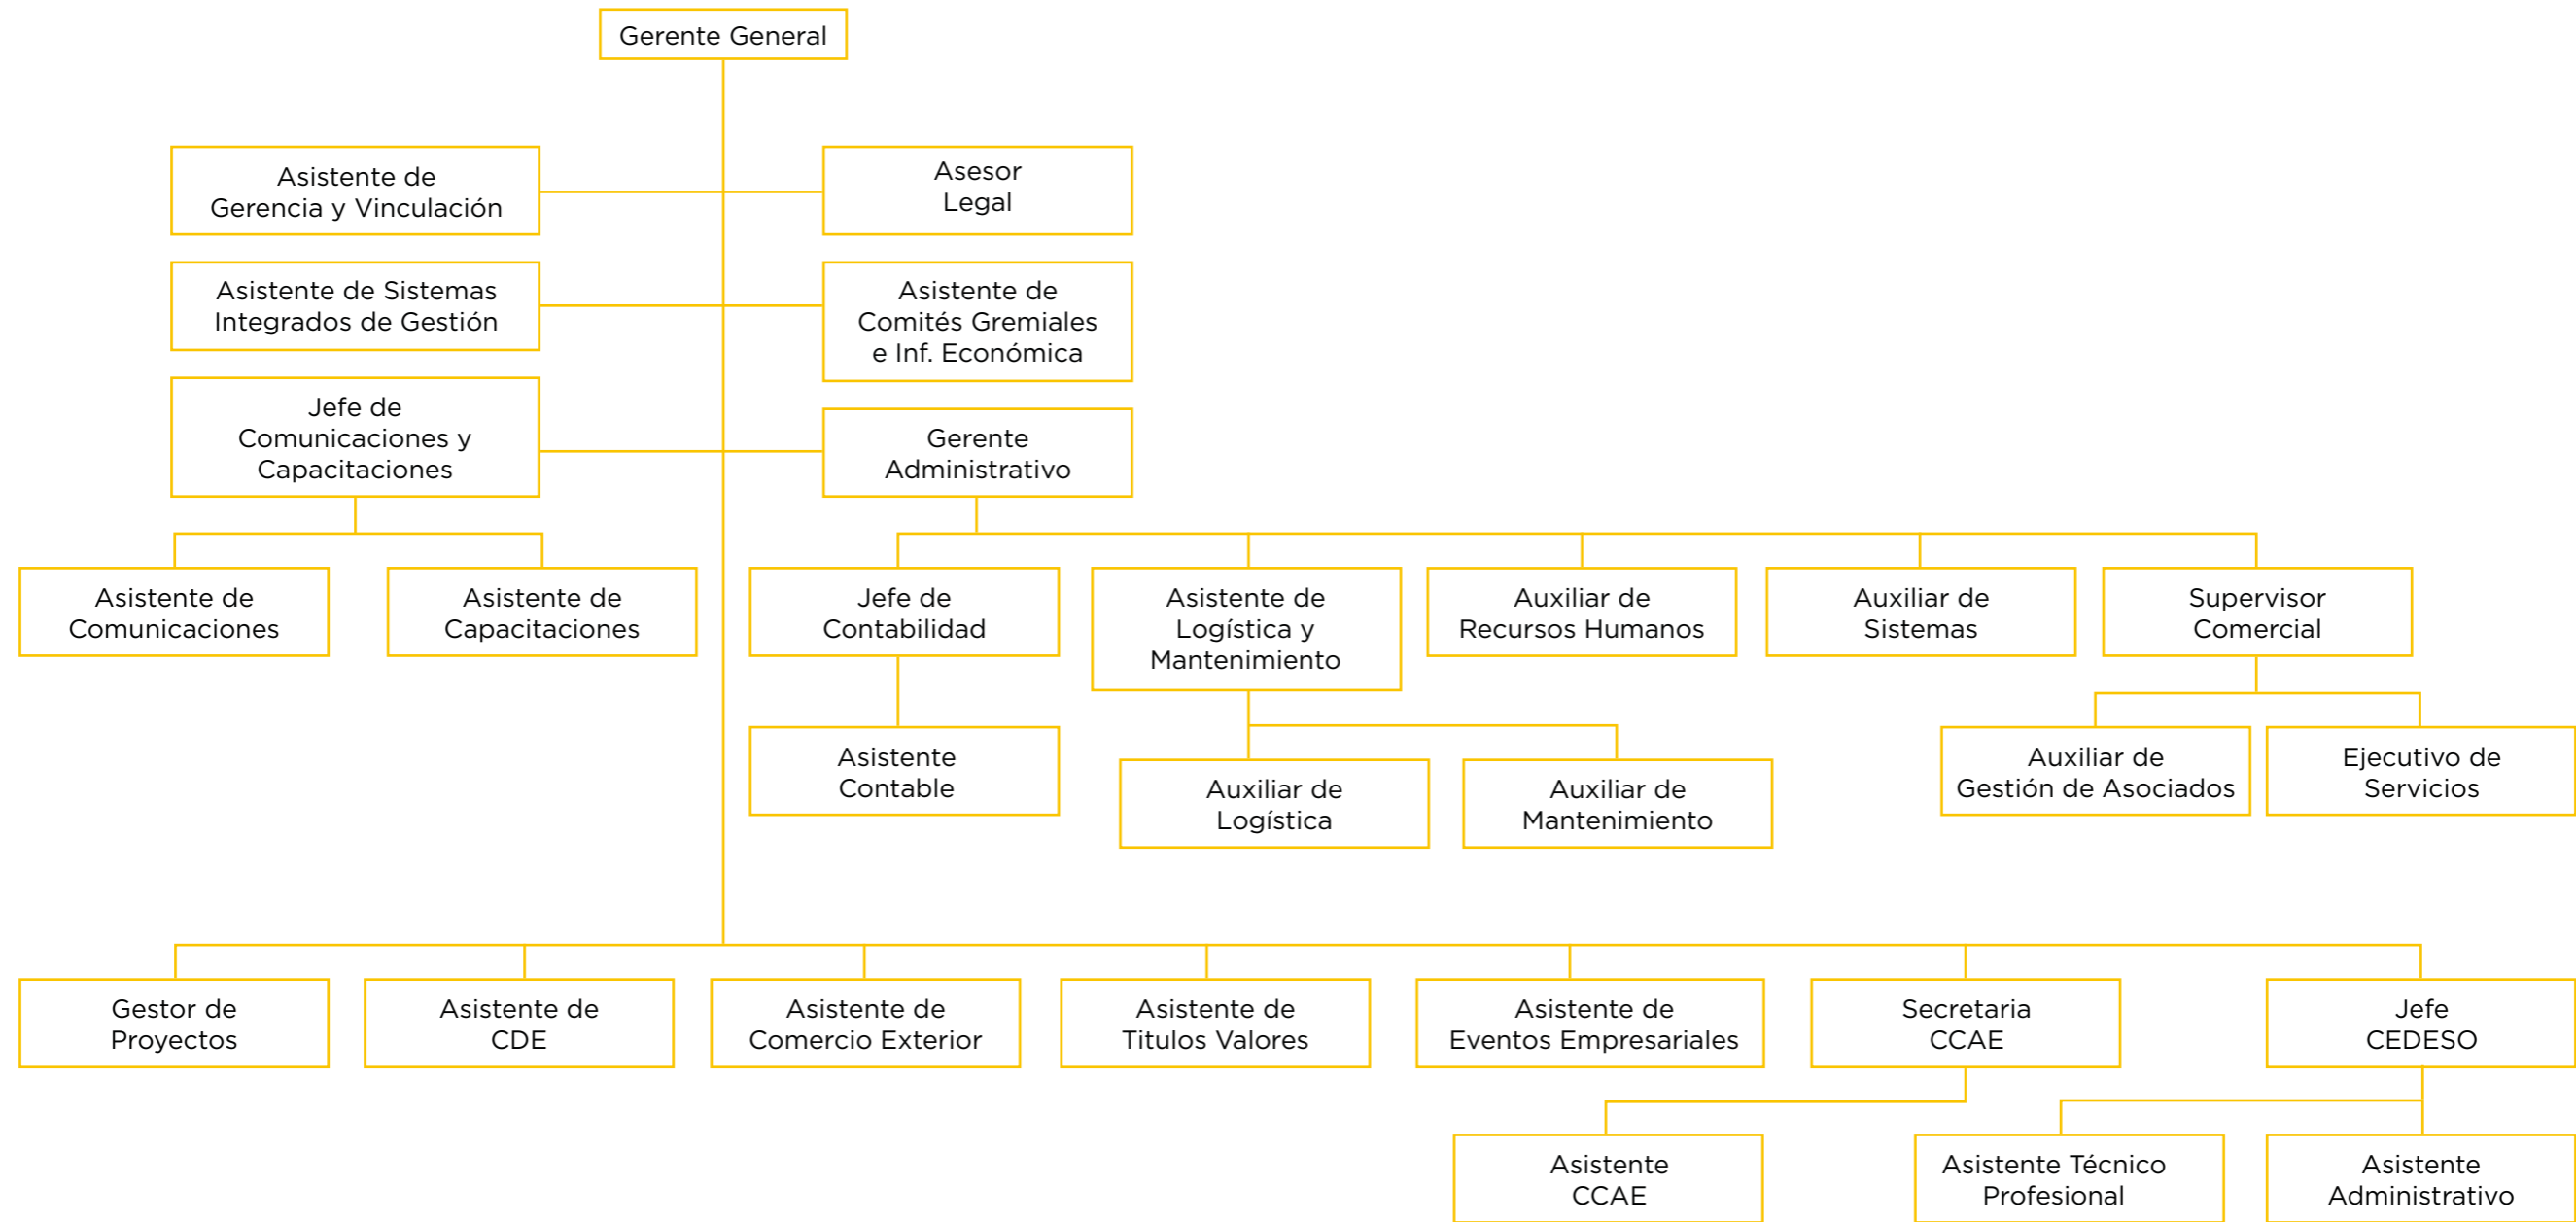 Gerente General
Asistente de
Gerencia y Vinculación
Asesor
Legal
Asistente de Sistemas
Integrados de Gestión
Asistente de
Comités Gremiales
e Inf. Económica
Jefe de
Comunicaciones y
Capacitaciones
Gerente
Administrativo
Asistente de
Comunicaciones
Asistente de
Capacitaciones
Jefe de
Contabilidad
Asistente de
Logística y
Mantenimiento
Auxiliar de
Recursos Humanos
Auxiliar de
Sistemas
Supervisor
Comercial
Asistente
Contable
Auxiliar de
Logística
Auxiliar de
Mantenimiento
Auxiliar de
Gestión de Asociados
Ejecutivo de
Servicios
Gestor de
Proyectos
Asistente de
CDE
Asistente de
Comercio Exterior
Asistente de
Titulos Valores
Asistente de
Eventos Empresariales
Secretaria
CCAE
Jefe
CEDESO
Asistente
CCAE
Asistente Técnico
Profesional
Asistente
Administrativo